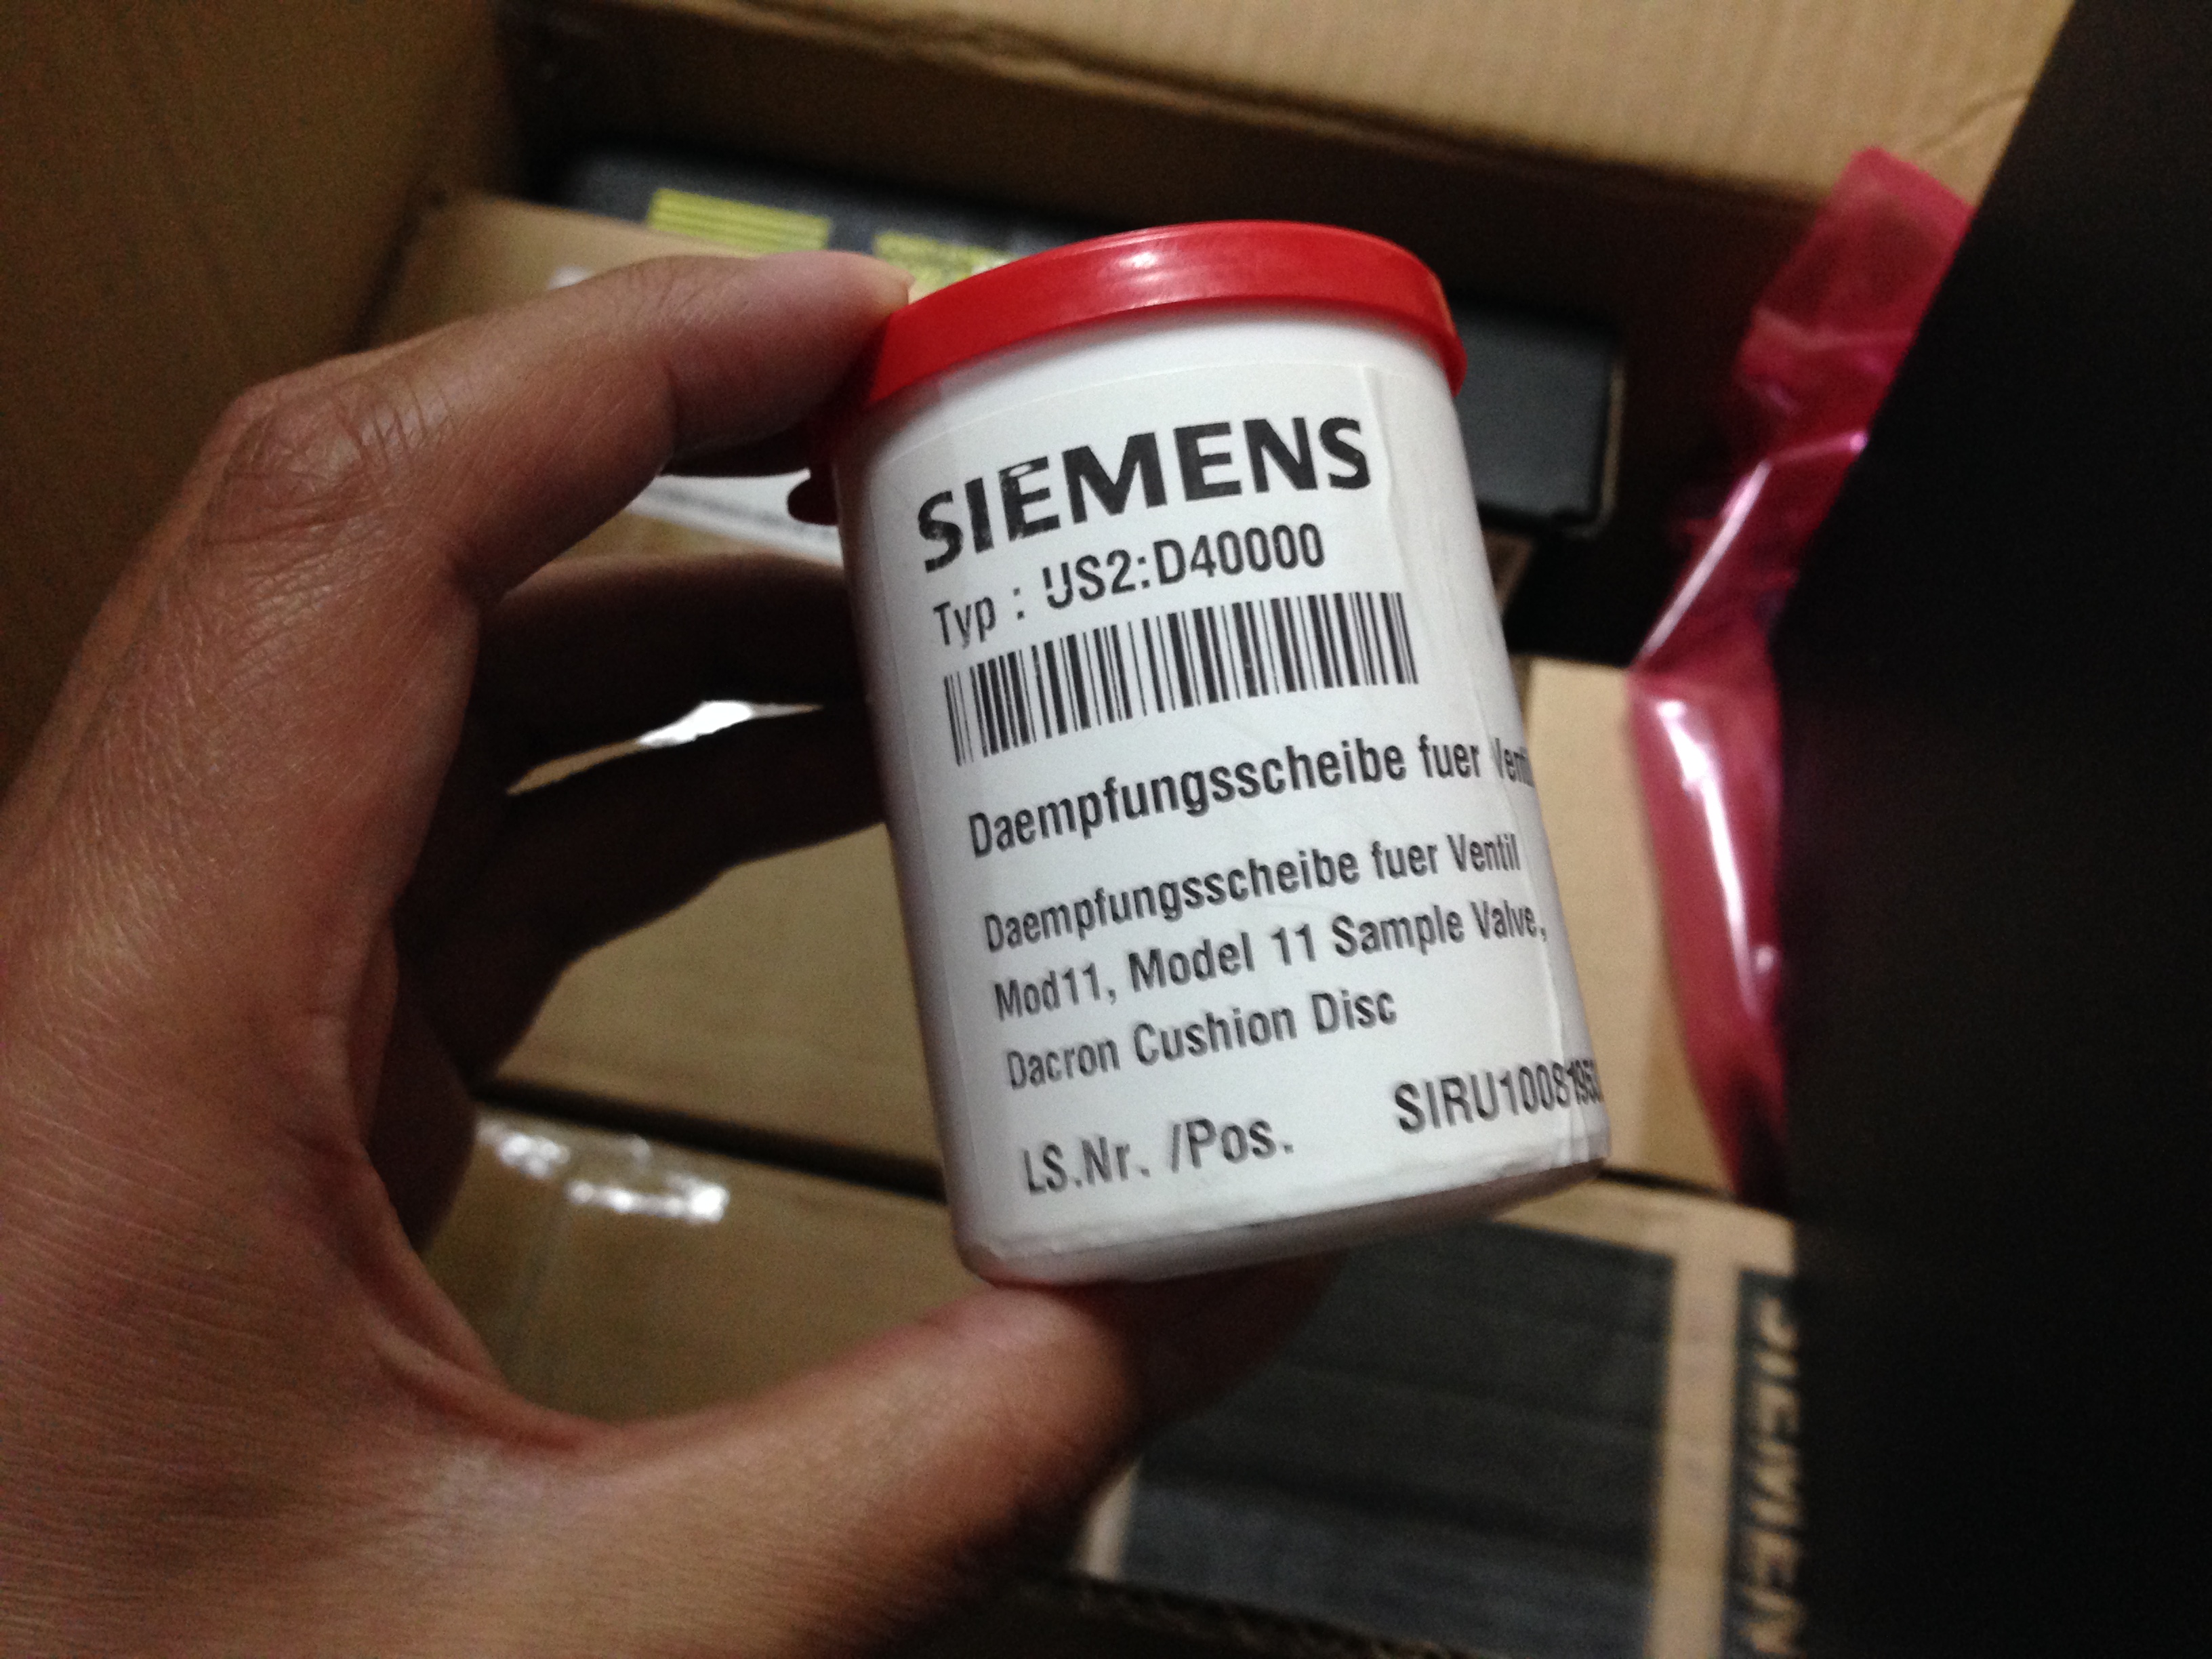 SIEMENS
Typ : US2:D40000
Daempfungsscheibe fuer
Daempfungsscheibe fuer Ventil
Mod11, Model 11 Sample Valve,
Dacron Cushion Disc
LS.Nr. /Pos.
SIEMEN